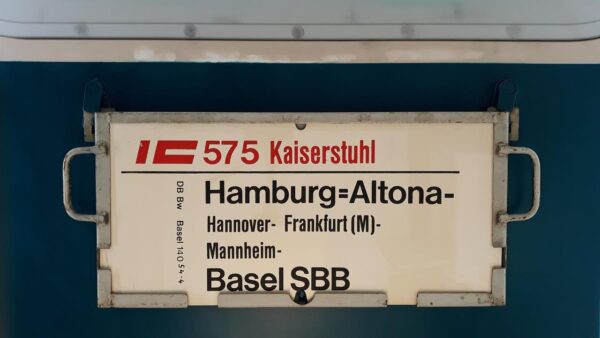 IC 575 Kaiserstuhl
Hamburg=Altona-
Hannover- Frankfurt (M)-
Mannheim-
Basel SBB
DB Bw Basel 140 54-4